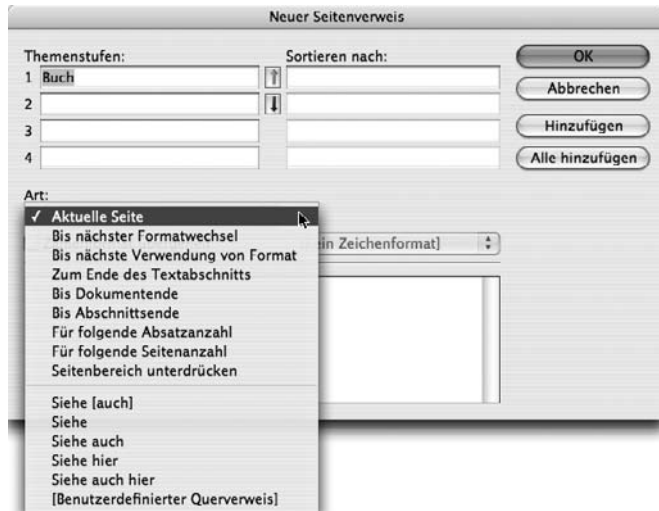 Neuer Seitenverweis
Themenstufen:
Sortieren nach:
OK
1 Buch
Abbrechen
2
3
Hinzufügen
4
Alle hinzufügen
Art:
✓ Aktuelle Seite
Bis nächster Formatwechsel
Bis nächste Verwendung von Format
ein Zeichenformat]
Zum Ende des Textabschnitts
Bis Dokumentende
Bis Abschnittsende
Für folgende Absatzanzahl
Für folgende Seitenanzahl
Seitenbereich unterdrücken
Siehe [auch]
Siehe
Siehe auch
Siehe hier
Siehe auch hier
[Benutzerdefinierter Querverweis]